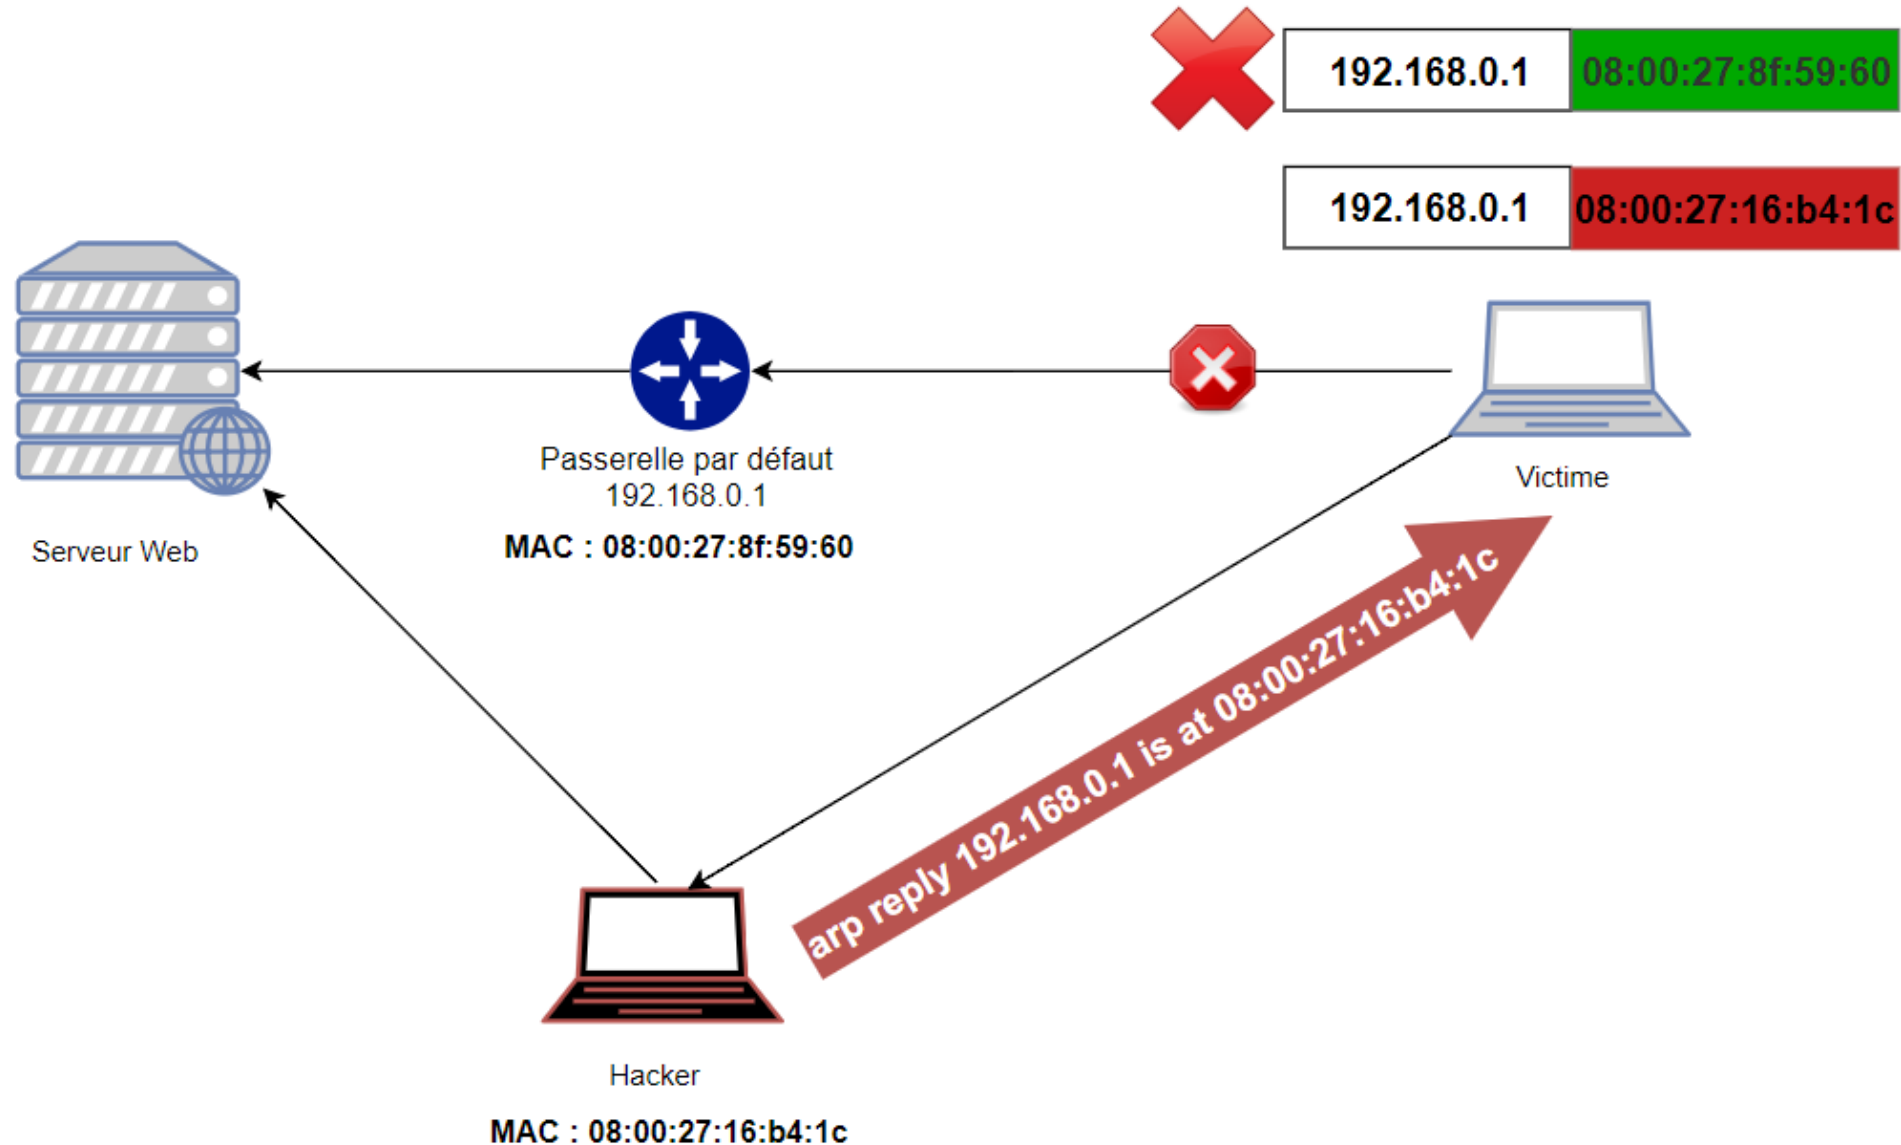 192.168.0.1 08:00:27:8f:59:60
192.168.0.1 08:00:27:16:b4:1c
Passerelle par défaut
192.168.0.1
MAC : 08:00:27:8f:59:60
Victime
Serveur Web
arp reply 192.168.0.1 is at 08:00:27:16:b4:1c
Hacker
MAC : 08:00:27:16:b4:1c